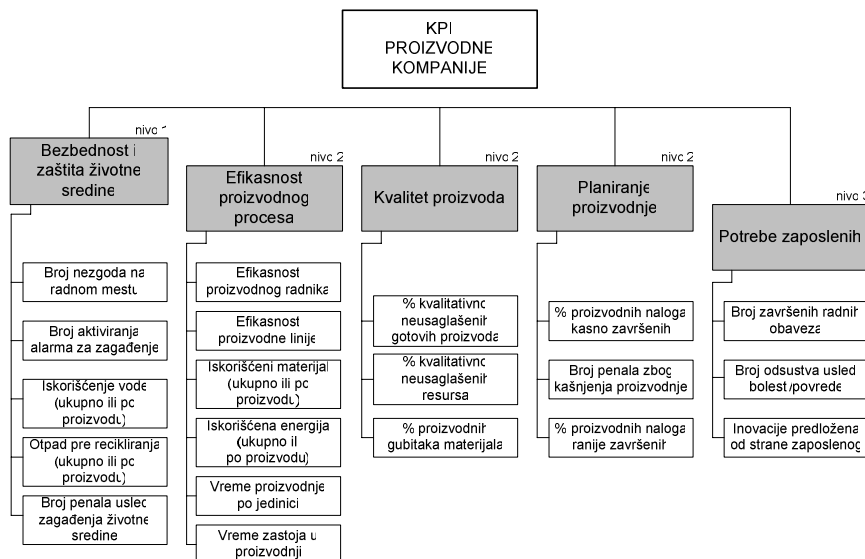 KPI
PROIZVODNE
KOMPANIJE
nivo 1
Bezbednost i
zaštita životne
sredine
Broj nezgoda na
radnom mestu
Broj aktiviranja
alarma za zagađenje
Iskorišćenje vode
(ukupno ili po
proizvodu)
Otpad pre recikliranja
(ukupno ili po
proizvodu)
Broj penala usled
zagađenja životne
sredine
nivo 2
Efikasnost
proizvodnog
procesa
Efikasnost
proizvodnog radnika
Efikasnost
proizvodne linije
Iskorišćeni materijal
(ukupno ili po
proizvodu)
Iskorišćena energija
(ukupno il
po proizvodu)
Vreme proizvodnje
po jedinici
Vreme zastoja u
proizvodnji
nivo 2
Kvalitet proizvoda
% kvalitativno
neusaglašenih
gotovih proizvoda
% kvalitativno
neusaglašenih
resursa
% proizvodnih
gubitaka materijala
nivo 2
Planiranje
proizvodnje
% proizvodnih naloga
kasno završenih
Broj penala zbog
kašnjenja proizvodnje
% proizvodnih naloga
ranije završenih
nivo 3
Potrebe zaposlenih
Broj završenih radnih
obaveza
Broj odsustva usled
bolesti/povrede
Inovacije predložena
od strane zaposlenog